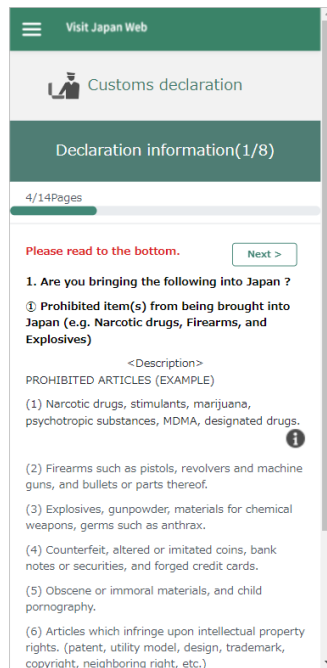 Visit Japan Web
Customs declaration
Declaration information(1/8)
4/14Pages
Please read to the bottom.
Next >
1. Are you bringing the following into Japan ?
① Prohibited item(s) from being brought into
Japan (e.g. Narcotic drugs, Firearms, and
Explosives)
<Description>
PROHIBITED ARTICLES (EXAMPLE)
(1) Narcotic drugs, stimulants, marijuana,
psychotropic substances, MDMA, designated drugs.
(2) Firearms such as pistols, revolvers and machine
guns, and bullets or parts thereof.
(3) Explosives, gunpowder, materials for chemical
weapons, germs such as anthrax.
(4) Counterfeit, altered or imitated coins, bank
notes or securities, and forged credit cards.
(5) Obscene or immoral materials, and child
pornography.
(6) Articles which infringe upon intellectual property
rights. (patent, utility model, design, trademark,
copyright, neighboring right, etc.)